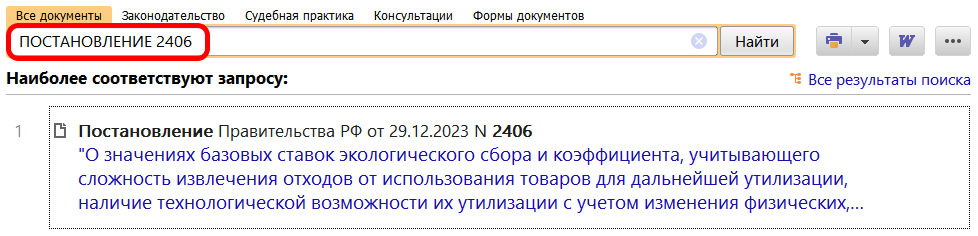 Все документы Законодательство Судебная практика Консультации Формы документов
ПОСТАНОВЛЕНИЕ 2406 Найти W
Наиболее соответствуют запросу: Все результаты поиска
1 Постановление Правительства РФ от 29.12.2023 N 2406
"О значениях базовых ставок экологического сбора и коэффициента, учитывающего
сложность извлечения отходов от использования товаров для дальнейшей утилизации,
наличие технологической возможности их утилизации с учетом изменения физических,...